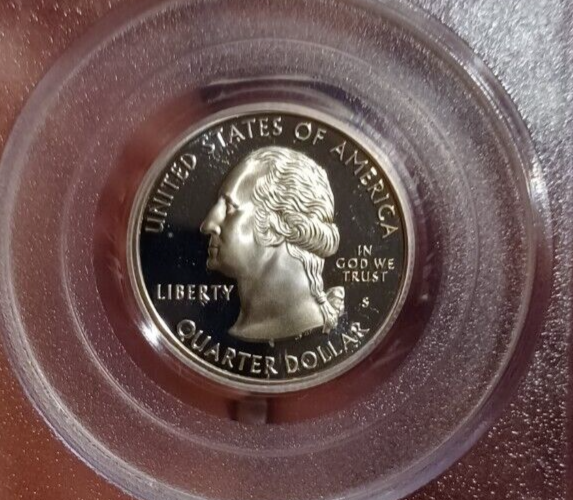 UNITED STATES OF AMERICA
LIBERTY
IN
GOD WE
TRUST
S
QUARTER DOLLAR